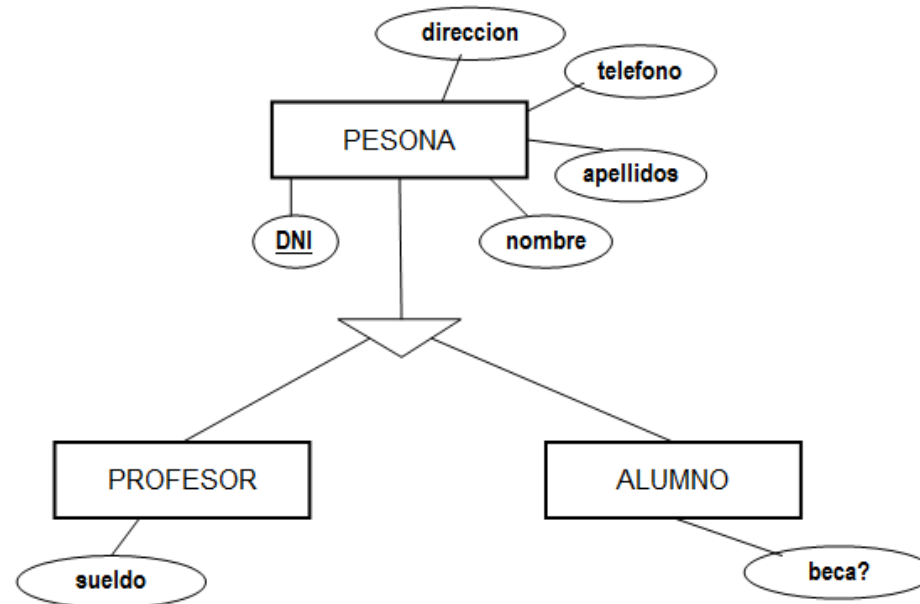 direccion
telefono
PESONA
apellidos
DNI
nombre
PROFESOR
ALUMNO
sueldo
beca?